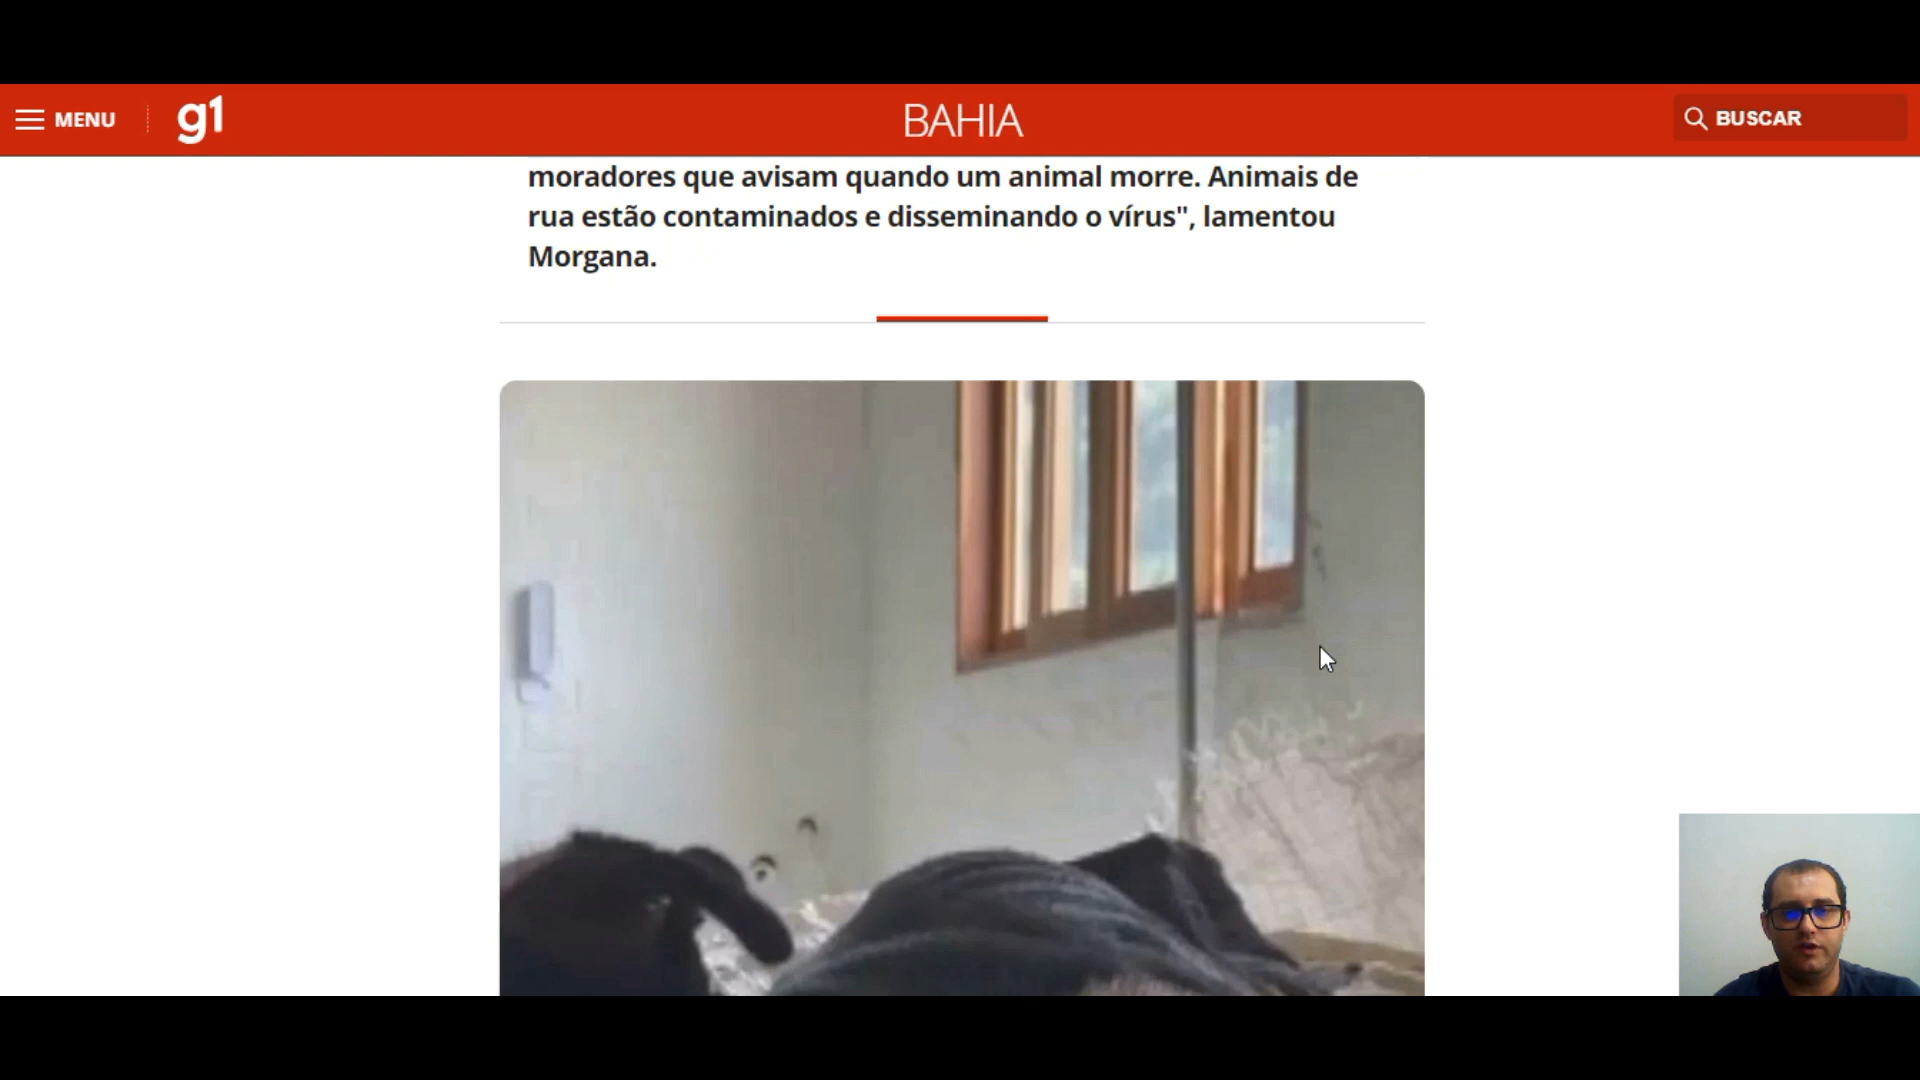 MENU
g1
BAHIA
BUSCAR
moradores que avisam quando um animal morre. Animais de
rua estão contaminados e disseminando o vírus", lamentou
Morgana.